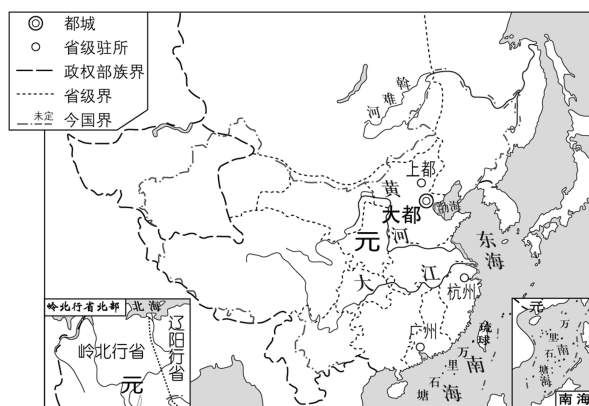 都城
省级驻所
政权部族界
省级界
未定
今国界
斡
难
河
上都
黄
大都
渤海
元
河
东
海
大
江
杭州
广州
琉球
万
里
石
塘
南
海
岭北行省北部
北海
辽阳行省
岭北行省
元
元
万
里
石
塘
南
海
南海